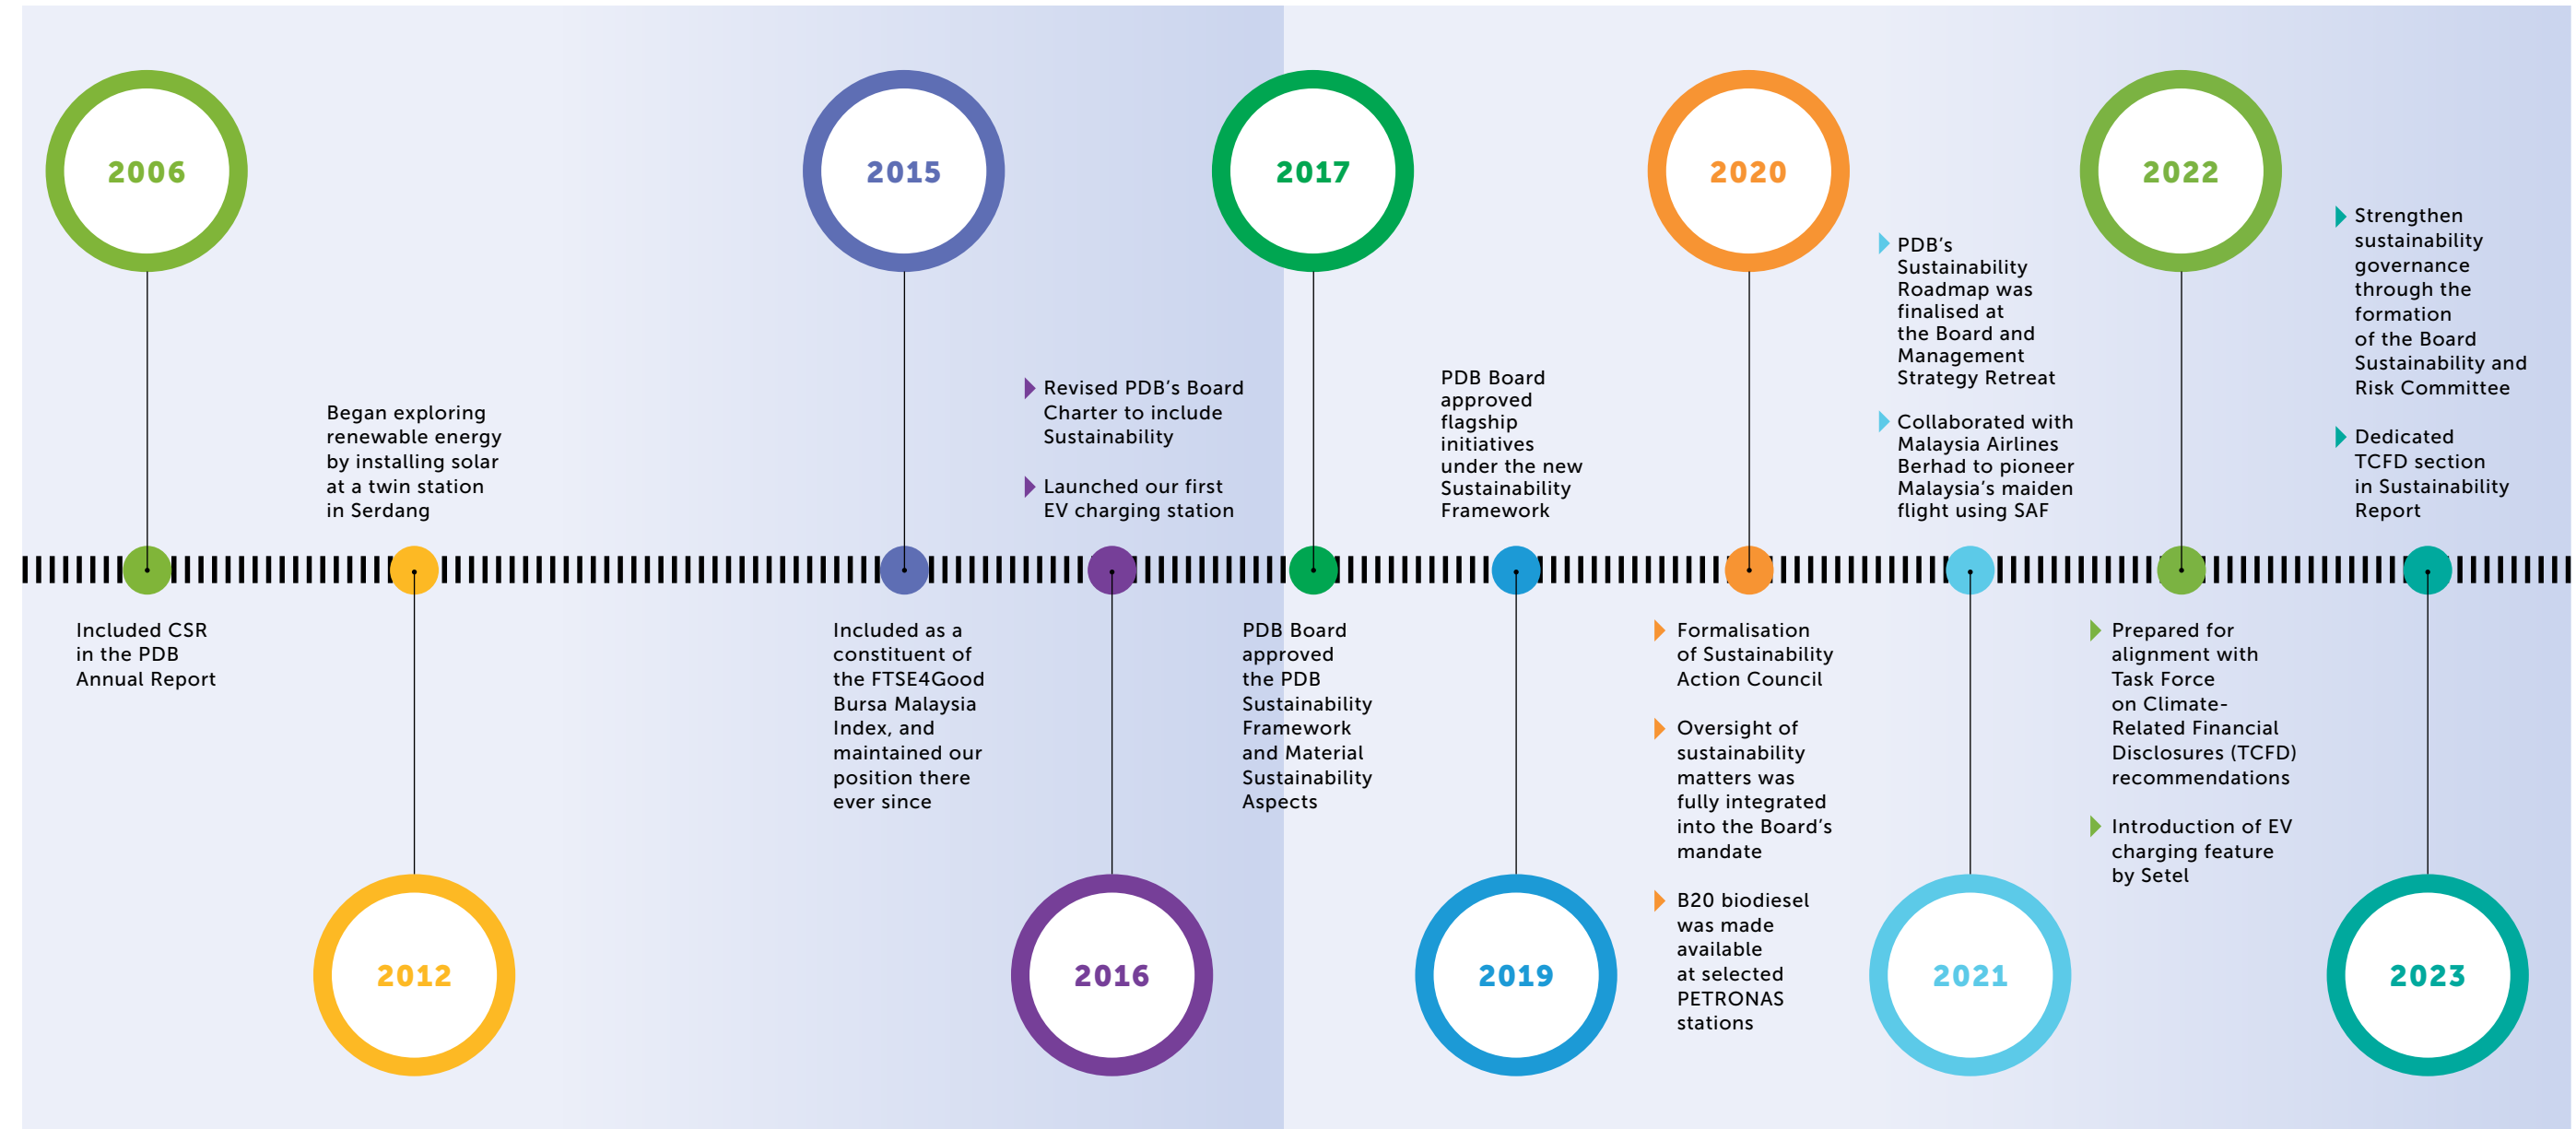 2006
Included CSR
in the PDB
Annual Report
Began exploring
renewable energy
by installing solar
at a twin station
in Serdang
2012
2015
Included as a
constituent of
the FTSE4Good
Bursa Malaysia
Index, and
maintained our
position there
ever since
Revised PDB's Board
Charter to include
Sustainability
Launched our first
EV charging station
2016
2017
PDB Board
approved
the PDB
Sustainability
Framework
and Material
Sustainability
Aspects
PDB Board
approved
flagship
initiatives
under the new
Sustainability
Framework
2019
2020
Formalisation
of Sustainability
Action Council
Oversight of
sustainability
matters was
fully integrated
into the Board's
mandate
B20 biodiesel
was made
available
at selected
PETRONAS
stations
PDB's
Sustainability
Roadmap was
finalised at
the Board and
Management
Strategy Retreat
Collaborated with
Malaysia Airlines
Berhad to pioneer
Malaysia's maiden
flight using SAF
2021
2022
Prepared for
alignment with
Task Force
on Climate-
Related Financial
Disclosures (TCFD)
recommendations
Introduction of EV
charging feature
by Setel
Strengthen
sustainability
governance
through the
formation
of the Board
Sustainability and
Risk Committee
Dedicated
TCFD section
in Sustainability
Report
2023